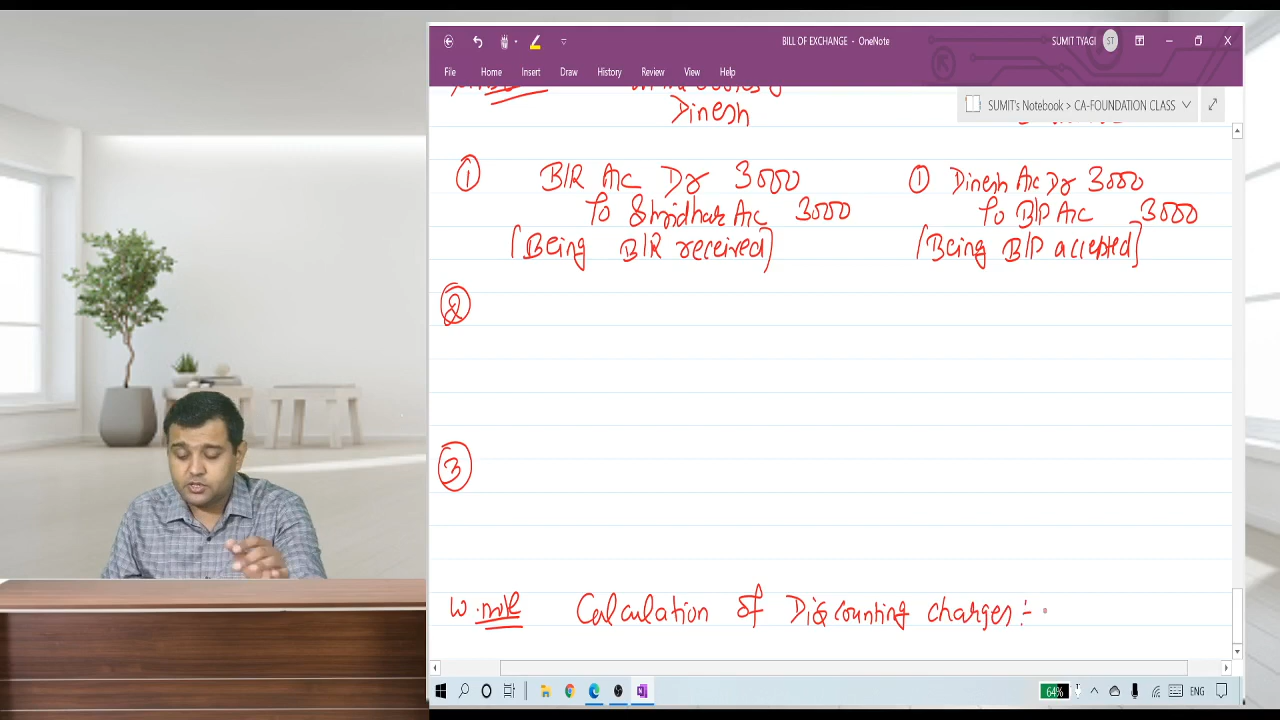 BILL OF EXCHANGE - OneNote
SUMIT TYAGI ST
File Home Insert Draw History Review View Help
SUMIT's Notebook > CA-FOUNDATION CLASS
Dinesh
① B/R A/c Dr 3000
To Shridhar A/c 3000
(Being B/R received)
① Dinesh A/c Dr 3000
To B/P A/c 3000
(Being B/P accepted)
②
③
W.note Calculation of Discounting charges:-
64% ENG